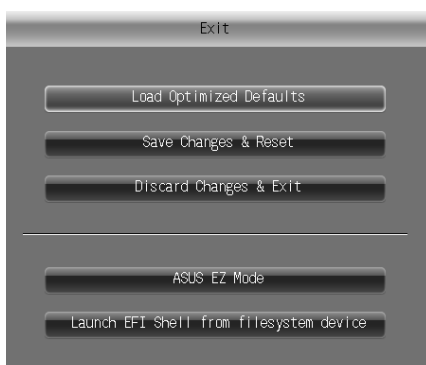 Exit
Load Optimized Defaults
Save Changes & Reset
Discard Changes & Exit
ASUS EZ Mode
Launch EFI Shell from filesystem device